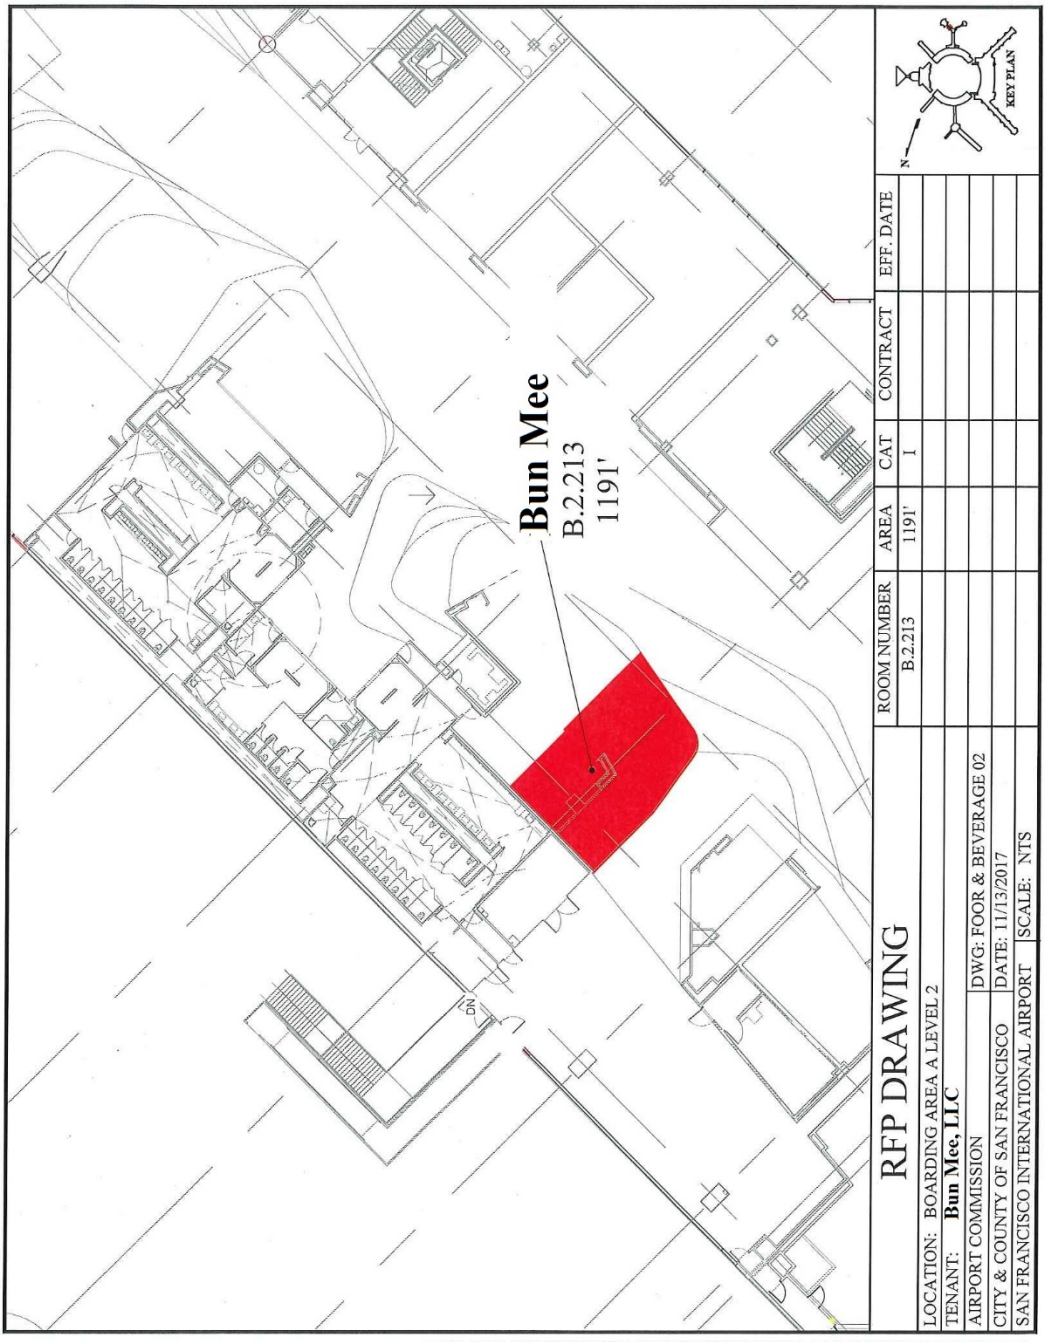 Bun Mee
B.2.213
1191'
DN
RFP DRAWING
LOCATION: BOARDING AREA A LEVEL 2
TENANT: Bun Mee, LLC
AIRPORT COMMISSION
DWG: FOOR & BEVERAGE 02
CITY & COUNTY OF SAN FRANCISCO
DATE: 11/13/2017
SAN FRANCISCO INTERNATIONAL AIRPORT
SCALE: NTS
ROOM NUMBER AREA CAT CONTRACT EFF. DATE
B.2.213 1191' I
N
KEY PLAN